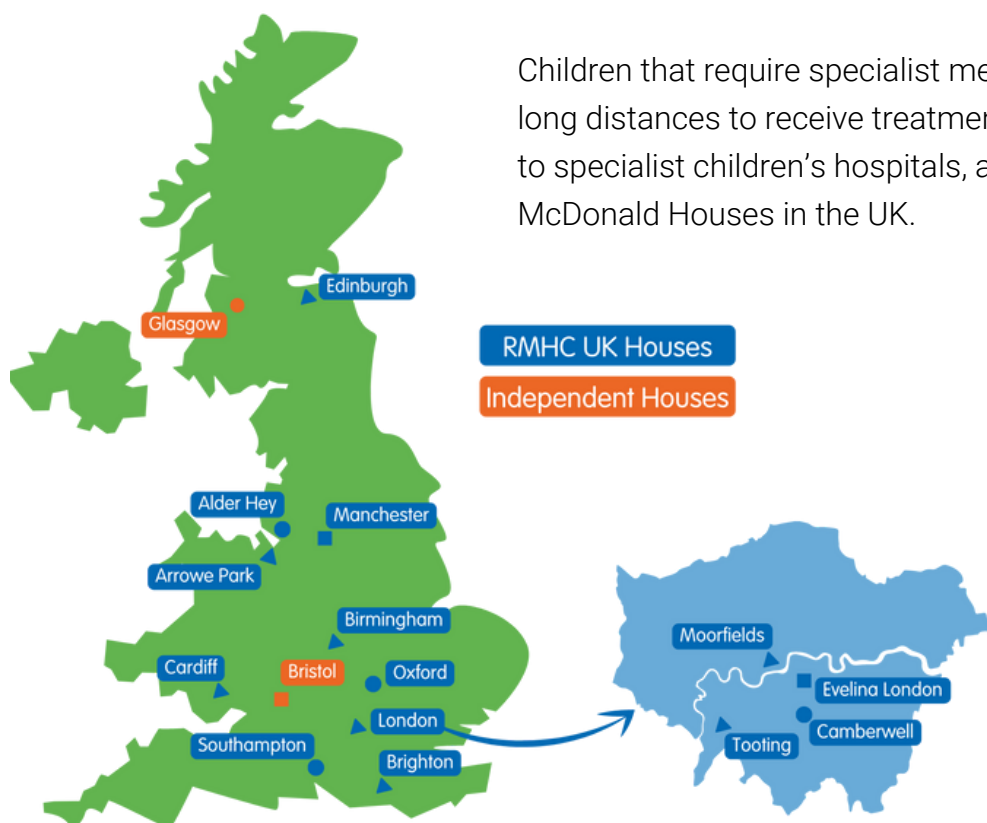 Children that require specialist me
long distances to receive treatmen
to specialist children's hospitals, a
McDonald Houses in the UK.
Edinburgh
Glasgow
RMHC UK Houses
Independent Houses
Alder Hey
Manchester
Arrowe Park
Birmingham
Moorfields
Cardiff
Bristol
Oxford
Evelina London
London
Camberwell
Southampton
Tooting
Brighton